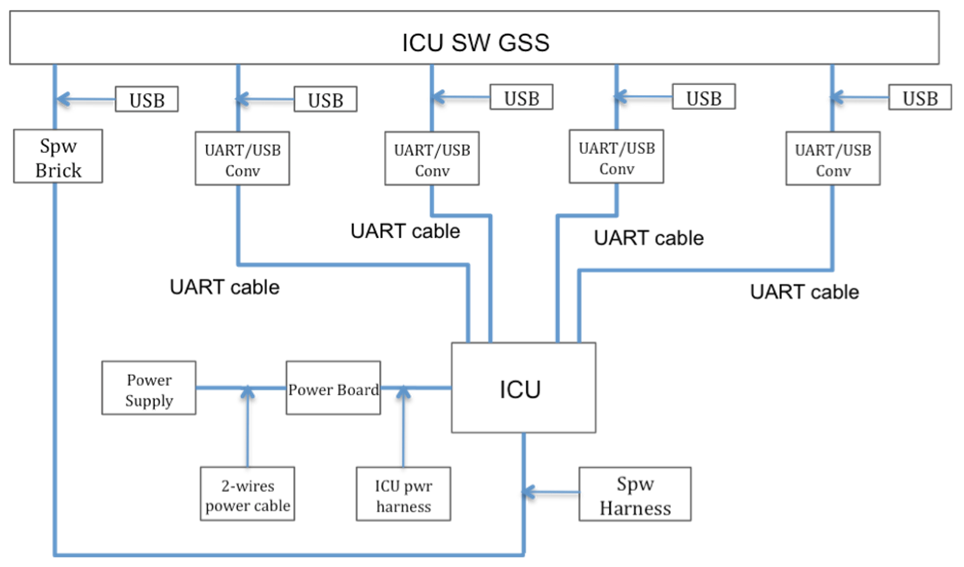 ICU SW GSS
USB
USB
USB
USB
USB
Spw
Brick
UART/USB
Conv
UART/USB
Conv
UART/USB
Conv
UART/USB
Conv
UART cable
UART cable
UART cable
UART cable
Power
Supply
Power Board
ICU
2-wires
power cable
ICU pwr
harness
Spw
Harness